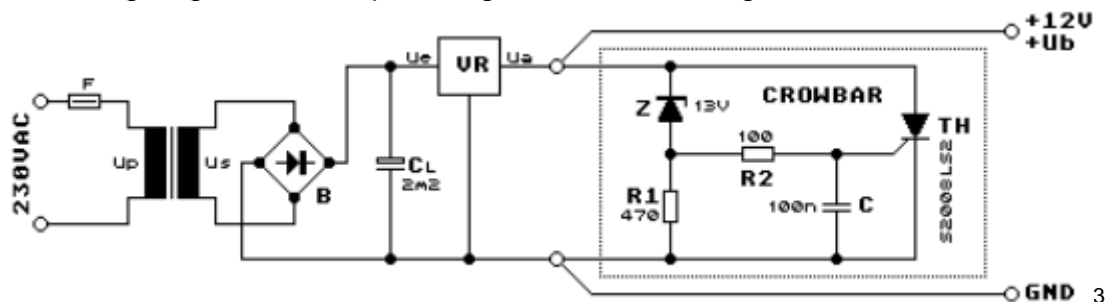 +12V
+Ub
Ue
VR
Ua
F
Z
13V
CROWBAR
TH
100
Up
Us
CL
2m2
R2
230VAC
B
R1
470
100n
C
S2008LS2
GND
3